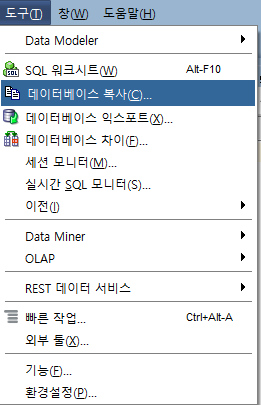 도구(T) 창(W) 도움말(H)
Data Modeler
SQL 워크시트(W) Alt-F10
데이터베이스 복사(C)...
데이터베이스 익스포트(X)...
데이터베이스 차이(F)...
세션 모니터(M)...
실시간 SQL 모니터(S)...
이전(I)
Data Miner
OLAP
REST 데이터 서비스
빠른 작업... Ctrl+Alt-A
외부 툴(X)...
기능(F)...
환경설정(P)...